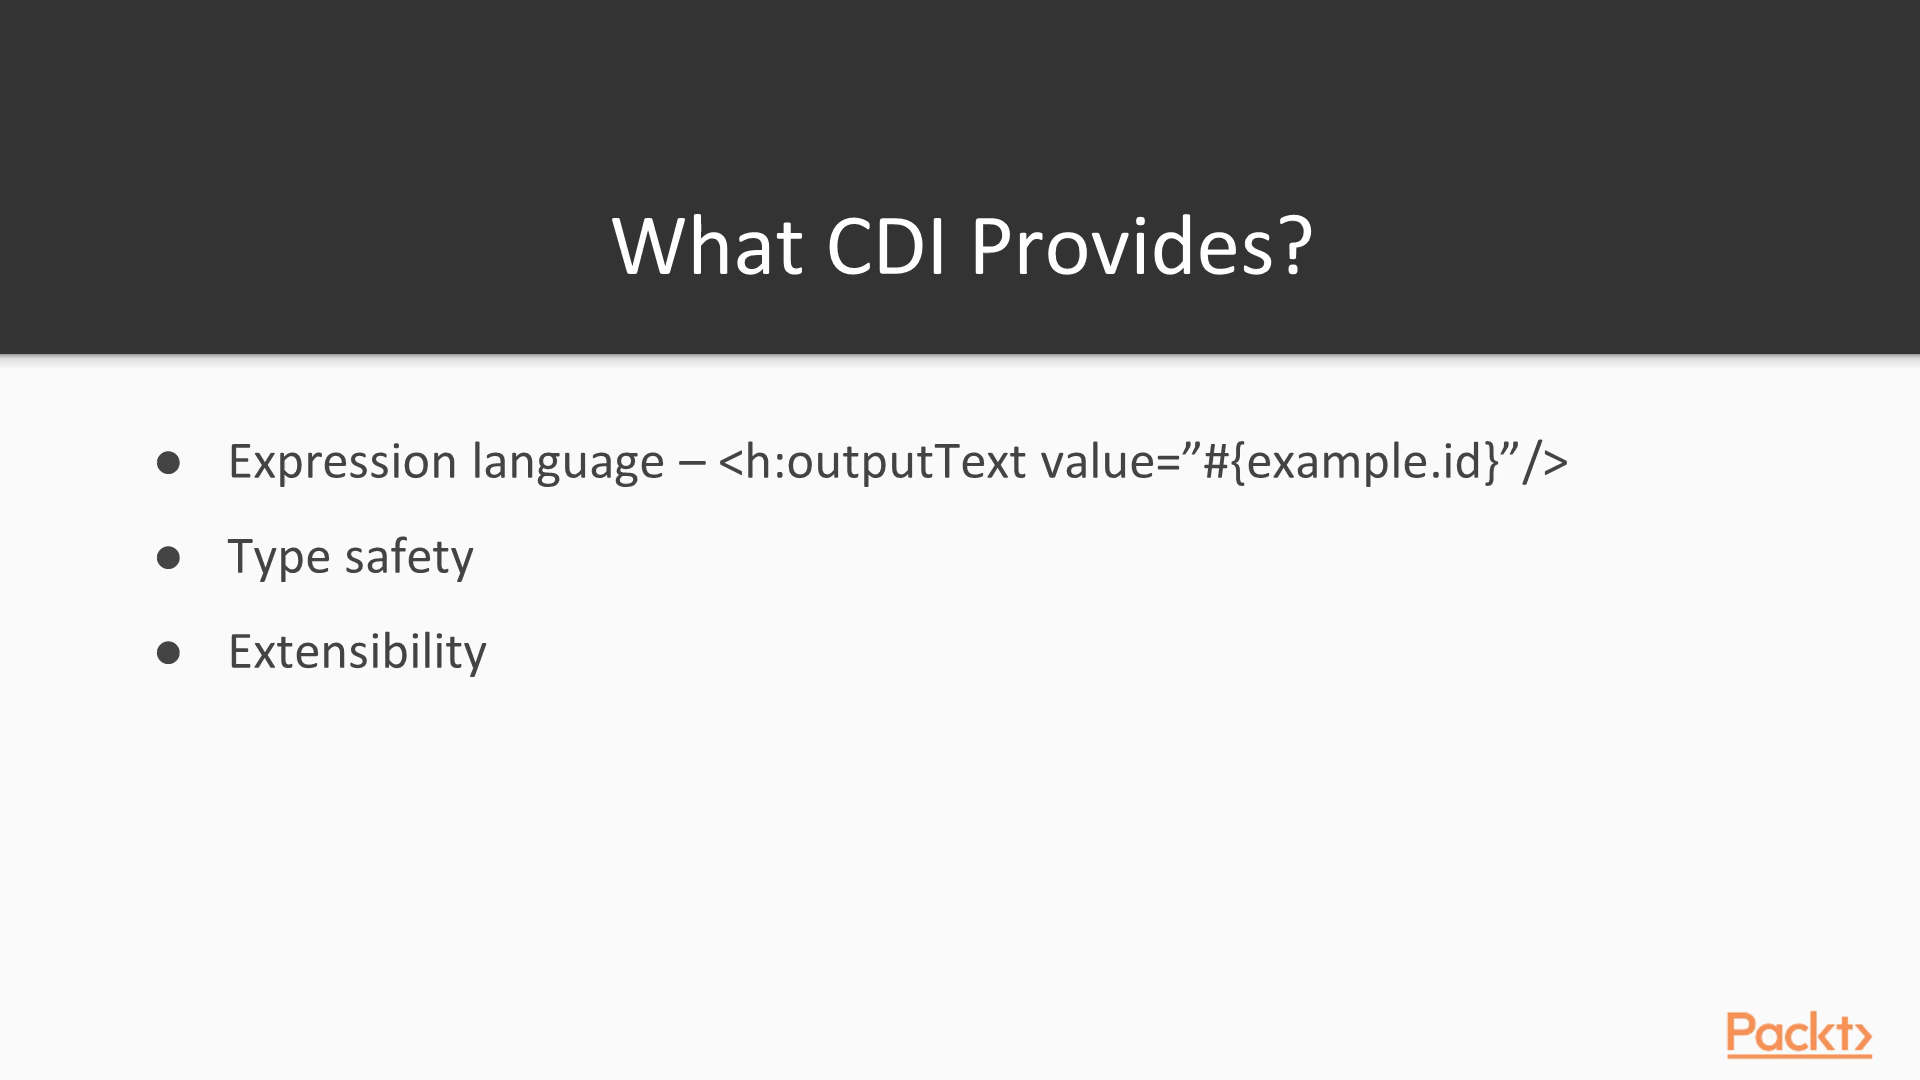 What CDI Provides?
● Expression language – <h:outputText value=”#{example.id}”/>
● Type safety
● Extensibility
Packt>